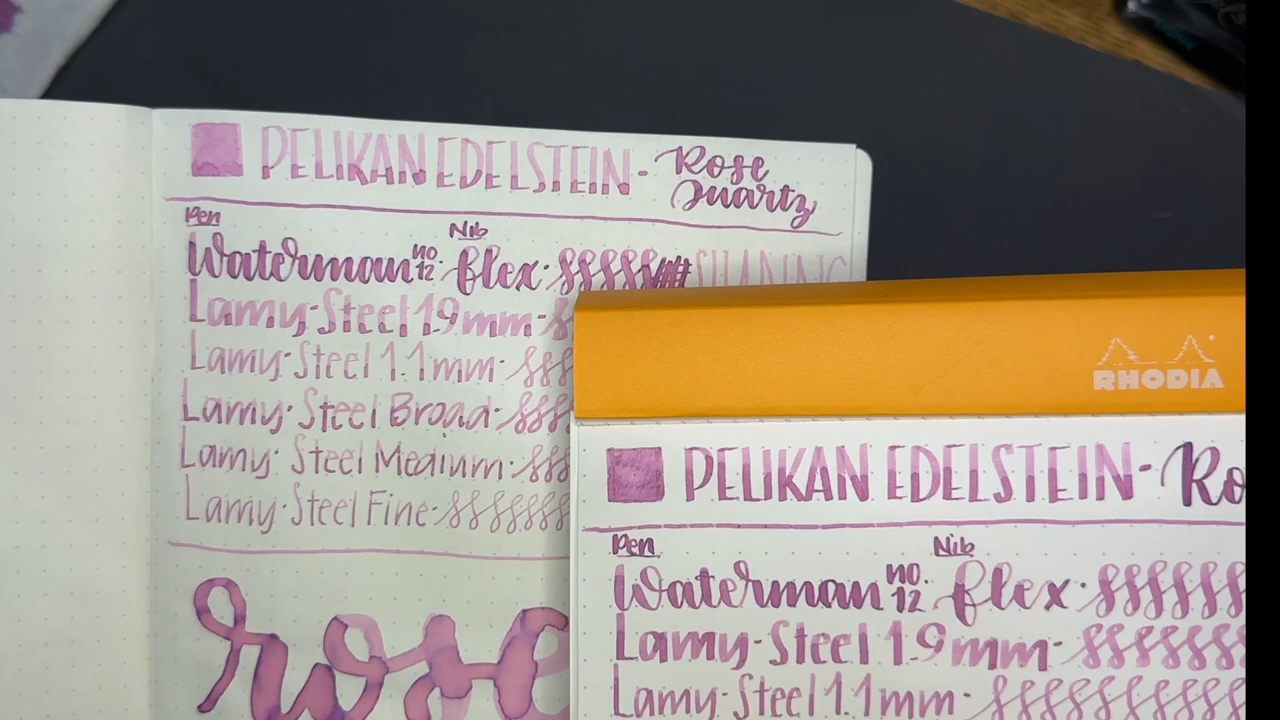 PELIKAN EDELSTEIN - Rose Quartz
Pen
Nib
Waterman no. 12 flex · SHADING
Lamy · Steel 1.9mm ·
Lamy · Steel 1.1mm ·
Lamy · Steel Broad ·
Lamy · Steel Medium ·
Lamy · Steel Fine ·
rose
RHODIA
PELIKAN EDELSTEIN - Ro
Pen
Nib
Waterman no. 12 flex ·
Lamy · Steel 1.9mm ·
Lamy · Steel 1.1mm ·